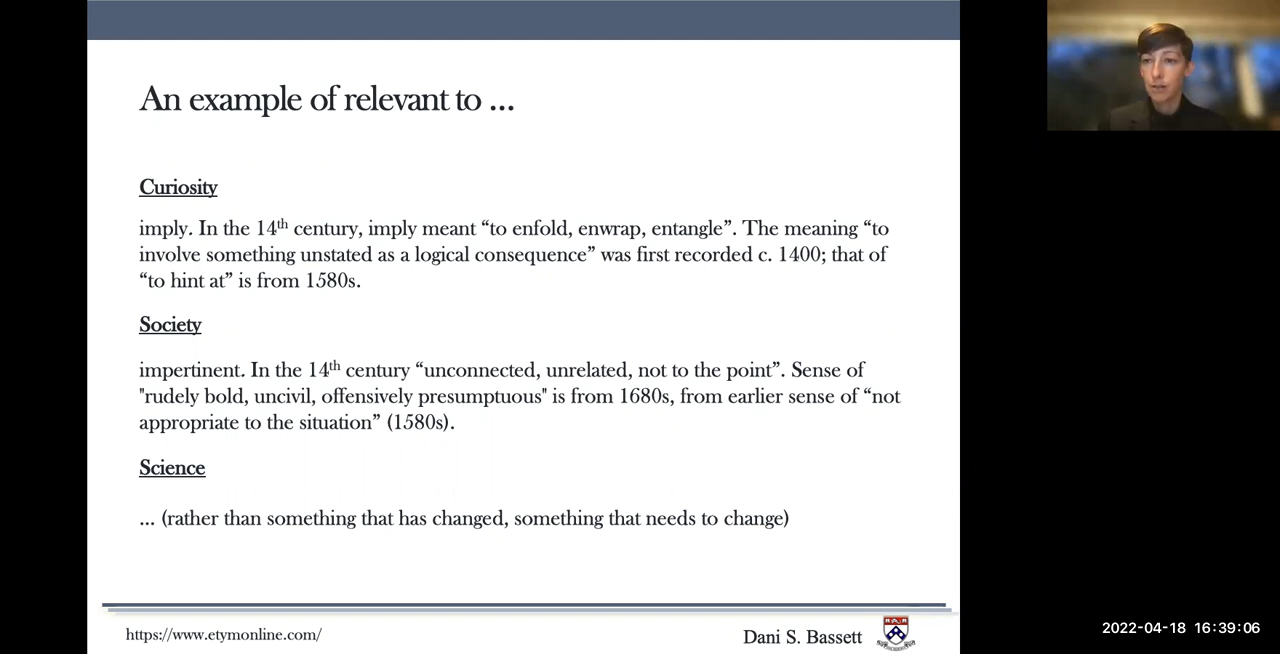 An example of relevant to ...
Curiosity
imply. In the 14th century, imply meant “to enfold, enwrap, entangle”. The meaning “to
involve something unstated as a logical consequence” was first recorded c. 1400; that of
“to hint at” is from 1580s.
Society
impertinent. In the 14th century “unconnected, unrelated, not to the point”. Sense of
"rudely bold, uncivil, offensively presumptuous" is from 1680s, from earlier sense of “not
appropriate to the situation” (1580s).
Science
... (rather than something that has changed, something that needs to change)
https://www.etymonline.com/
Dani S. Bassett
2022-04-18 16:39:06